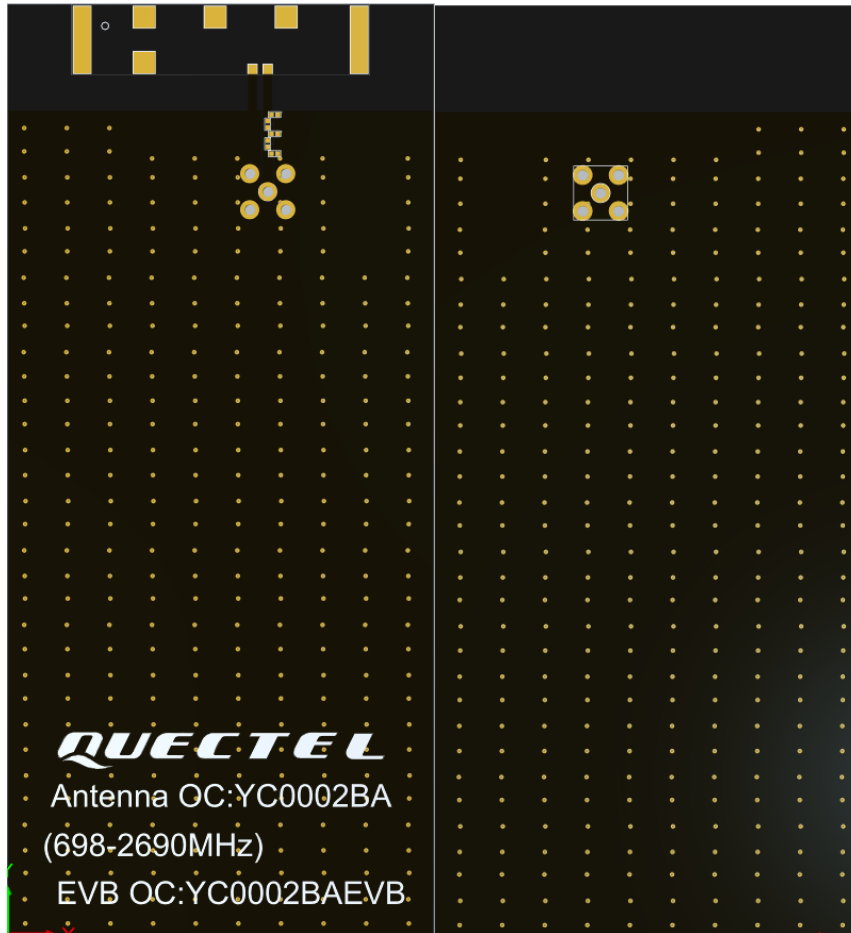 QUECTEL
Antenna OC:YC0002BA
(698-2690MHz)
EVB OC:YC0002BAEVB
X